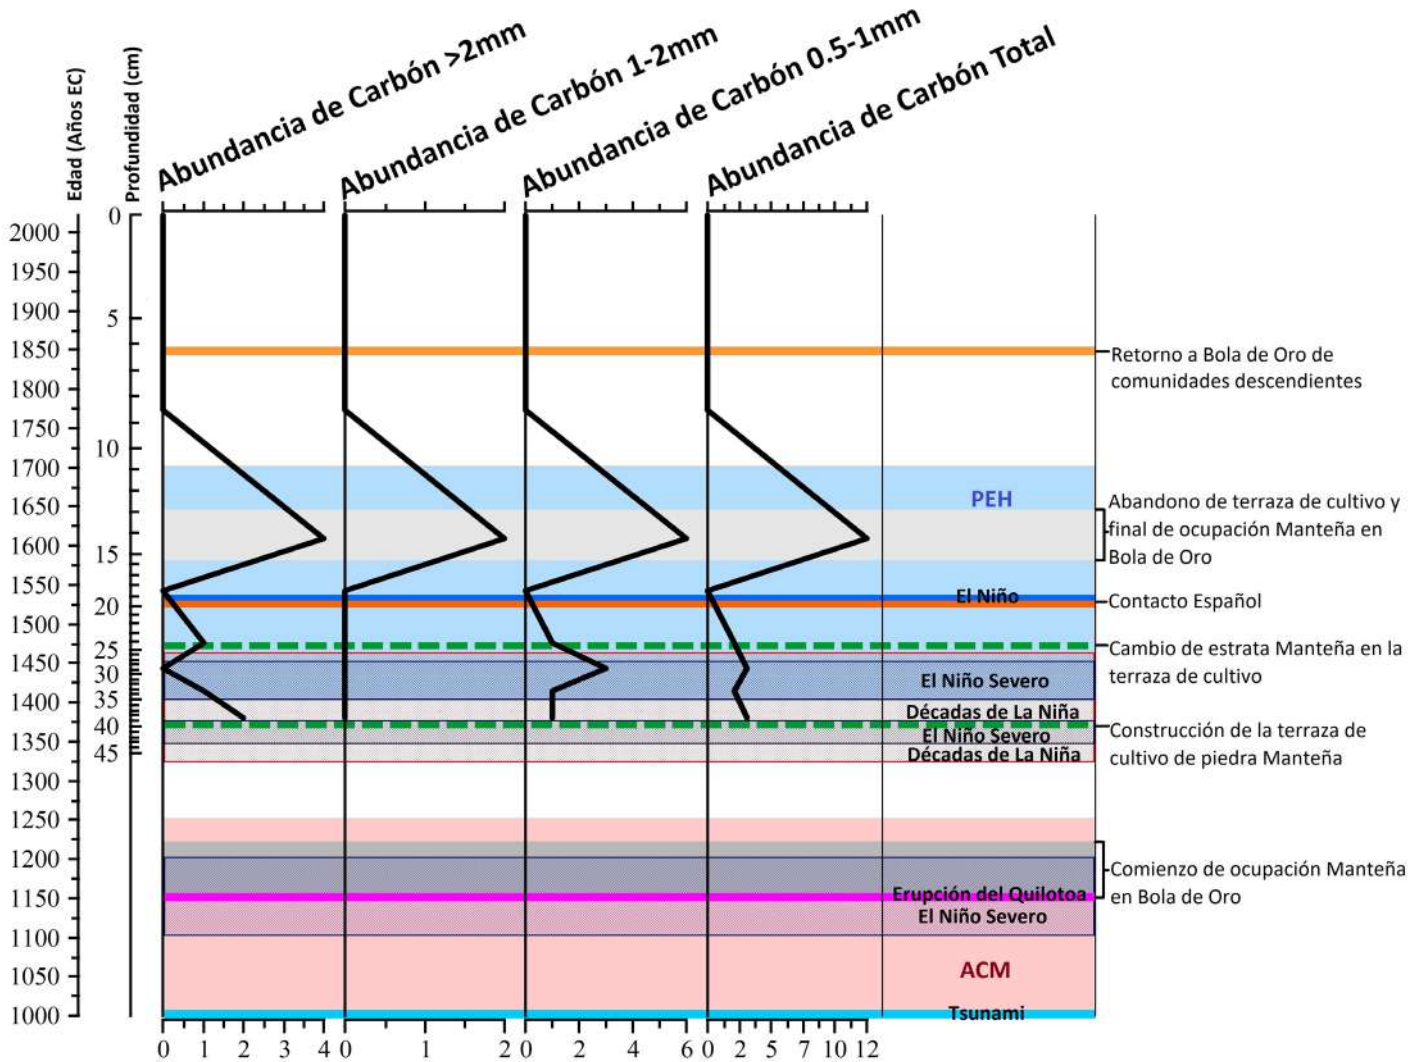 Edad (Años EC)
Profundidad (cm)
Abundancia de Carbón >2mm
Abundancia de Carbón 1-2mm
Abundancia de Carbón 0.5-1mm
Abundancia de Carbón Total
2000
1950
1900
1850
1800
1750
1700
1650
1600
1550
1500
1450
1400
1350
1300
1250
1200
1150
1100
1050
1000
0
5
10
15
20
25
30
35
40
45
PEH
El Niño
El Niño Severo
Décadas de La Niña
El Niño Severo
Décadas de La Niña
Erupción del Quilotoa
El Niño Severo
ACM
Tsunami
Retorno a Bola de Oro de
comunidades descendientes
Abandono de terraza de cultivo y
final de ocupación Manteña en
Bola de Oro
Contacto Español
Cambio de estrata Manteña en la
terraza de cultivo
Construcción de la terraza de
cultivo de piedra Manteña
Comienzo de ocupación Manteña
en Bola de Oro
0 1 2 3 4 0 1 2 0 2 4 6 0 2 5 7 10 12